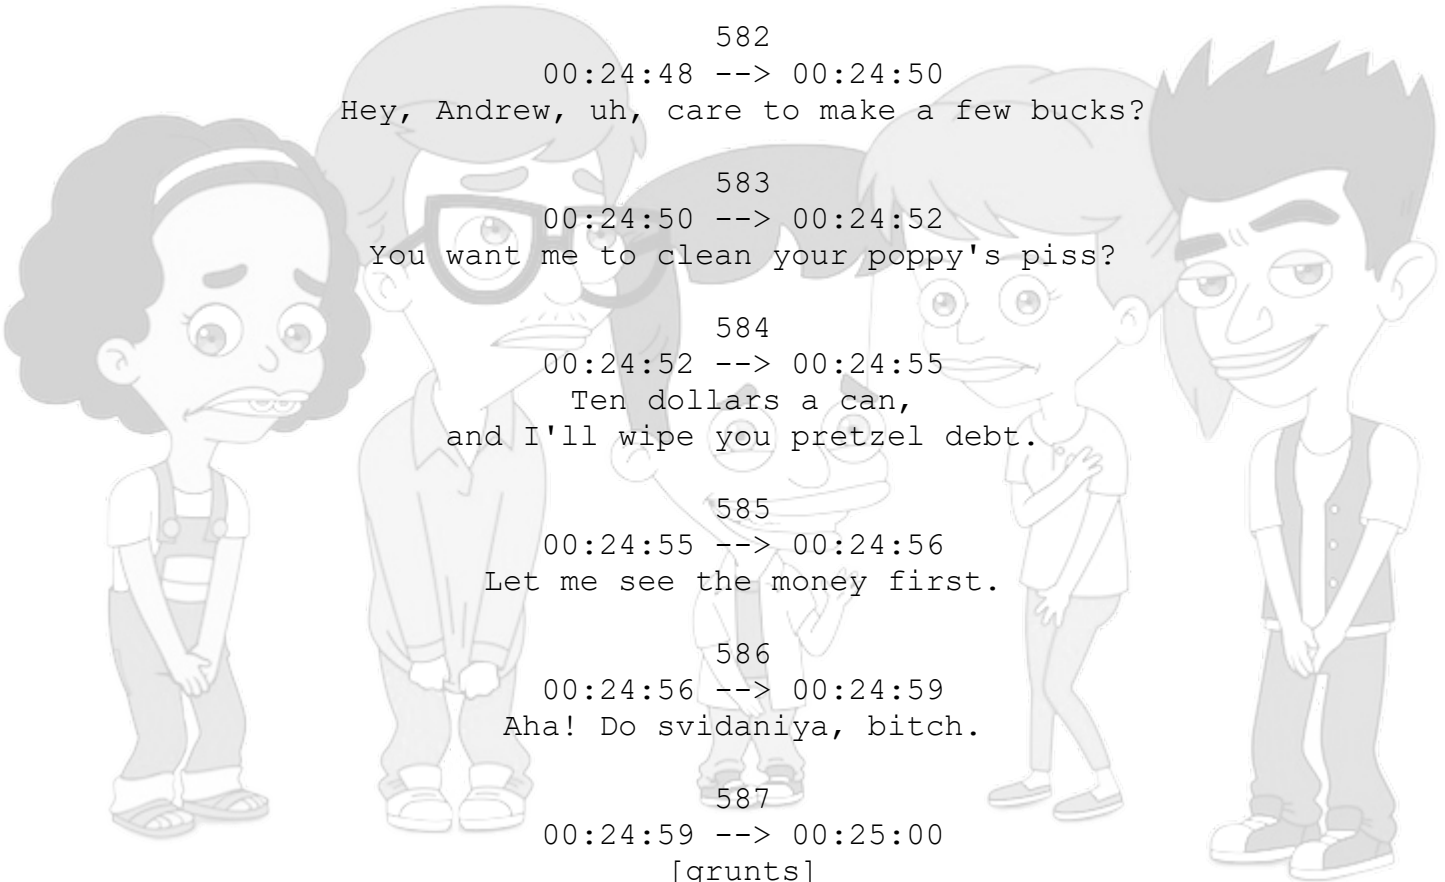 582
00:24:48 --> 00:24:50
Hey, Andrew, uh, care to make a few bucks?
583
00:24:50 --> 00:24:52
You want me to clean your poppy's piss?
584
00:24:52 --> 00:24:55
Ten dollars a can,
and I'll wipe you pretzel debt.
585
00:24:55 --> 00:24:56
Let me see the money first.
586
00:24:56 --> 00:24:59
Aha! Do svidaniya, bitch.
587
00:24:59 --> 00:25:00
[grunts]